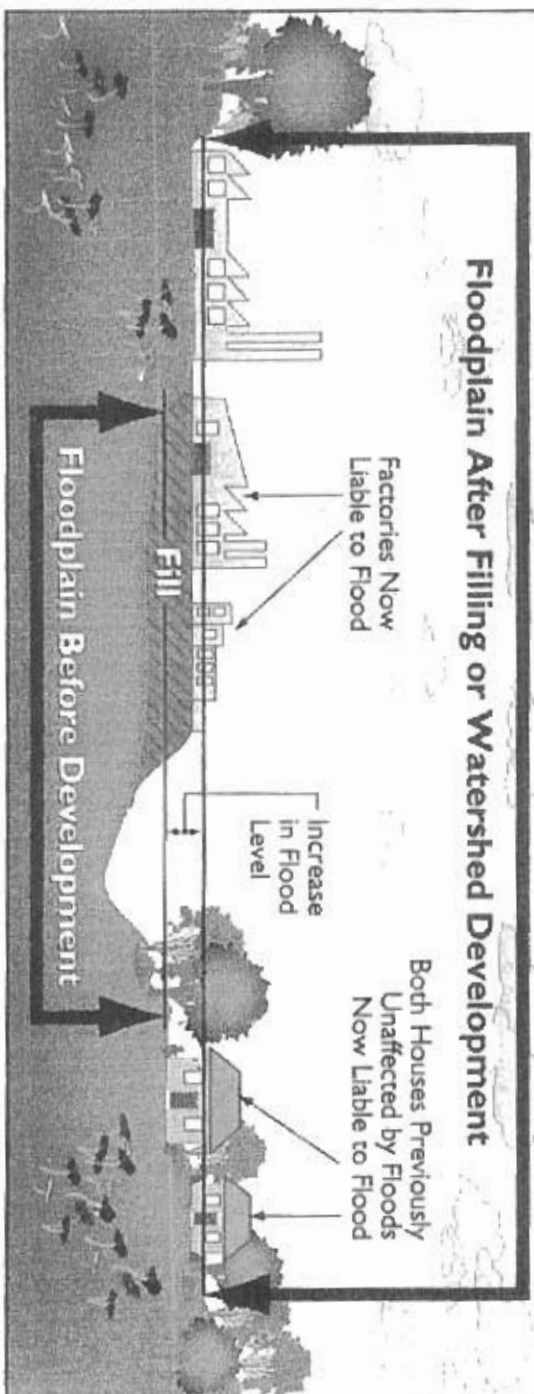 Floodplain After Filling or Watershed Development
Factories Now
Liable to Flood
Both Houses Previously
Unaffected by Floods
Now Liable to Flood
Increase
in Flood
Level
Fill
Floodplain Before Development